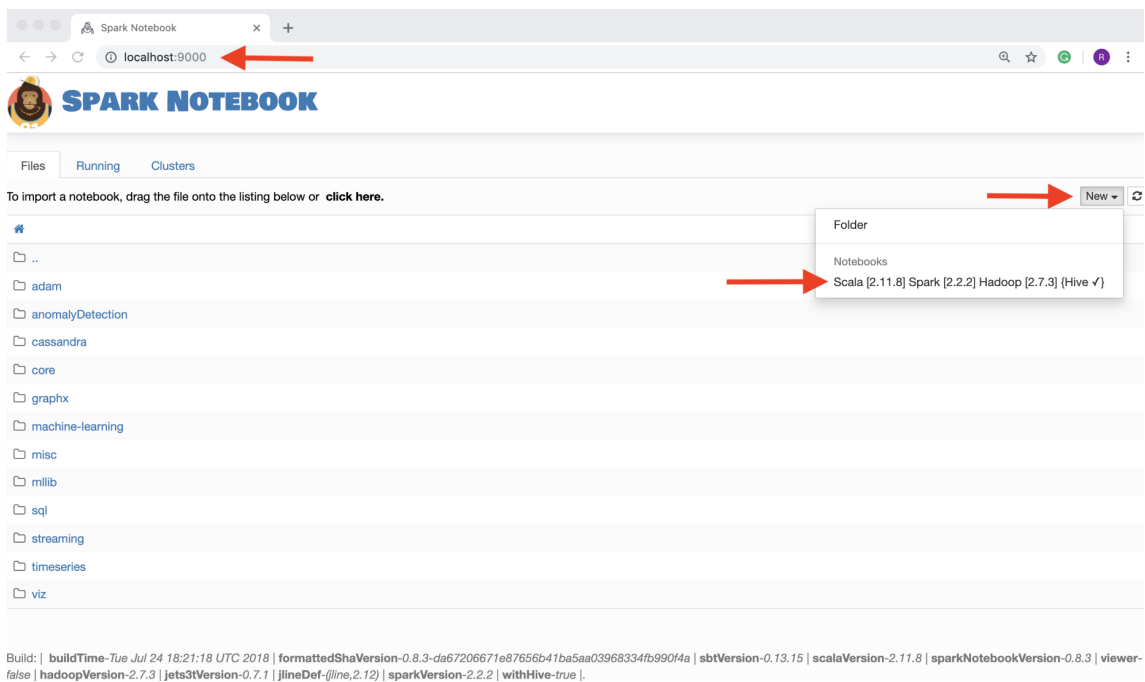 Spark Notebook
localhost:9000
R
SPARK NOTEBOOK
Files Running Clusters
To import a notebook, drag the file onto the listing below or click here.
New
Folder
..
Notebooks
Scala [2.11.8] Spark [2.2.2] Hadoop [2.7.3] {Hive ✓}
adam
anomalyDetection
cassandra
core
graphx
machine-learning
misc
mllib
sql
streaming
timeseries
viz
Build: | buildTime-Tue Jul 24 18:21:18 UTC 2018 | formattedShaVersion-0.8.3-da67206671e87656b41ba5aa03968334fb990f4a | sbtVersion-0.13.15 | scalaVersion-2.11.8 | sparkNotebookVersion-0.8.3 | viewer-
false | hadoopVersion-2.7.3 | jets3tVersion-0.7.1 | jlineDef-(jline,2.12) | sparkVersion-2.2.2 | withHive-true |.